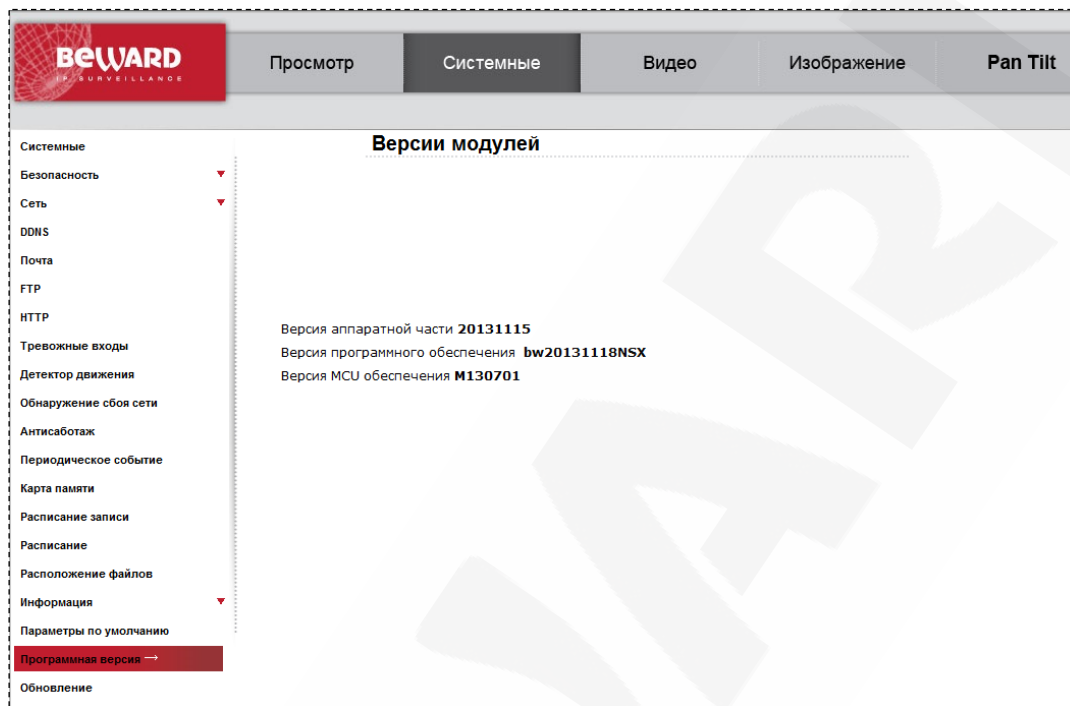 BEWARD
IP SURVEILLANCE
Просмотр Системные Видео Изображение Pan Tilt
Версии модулей
Системные
Безопасность
Сеть
DDNS
Почта
FTP
HTTP
Тревожные входы
Детектор движения
Обнаружение сбоя сети
Антисаботаж
Периодическое событие
Карта памяти
Расписание записи
Расписание
Расположение файлов
Информация
Параметры по умолчанию
Программная версия →
Обновление
Версия аппаратной части 20131115
Версия программного обеспечения bw20131118NSX
Версия MCU обеспечения M130701